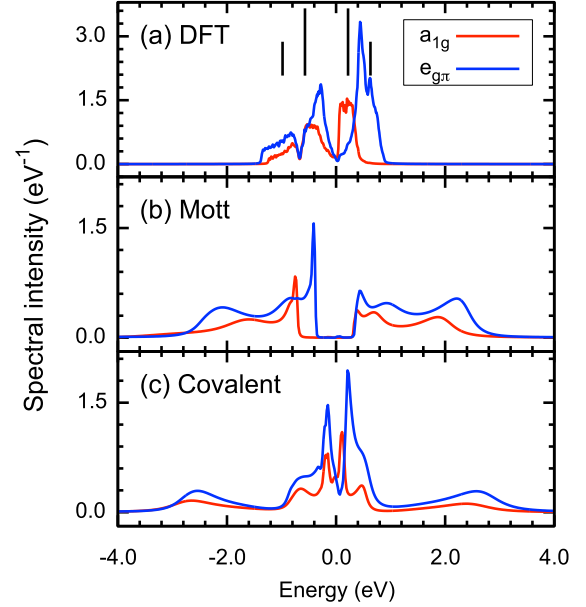 (a) DFT
a1g
egπ
3.0
1.5
0.0
(b) Mott
1.5
0.0
(c) Covalent
1.5
0.0
Spectral intensity (eV⁻¹)
-4.0 -2.0 0.0 2.0 4.0
Energy (eV)